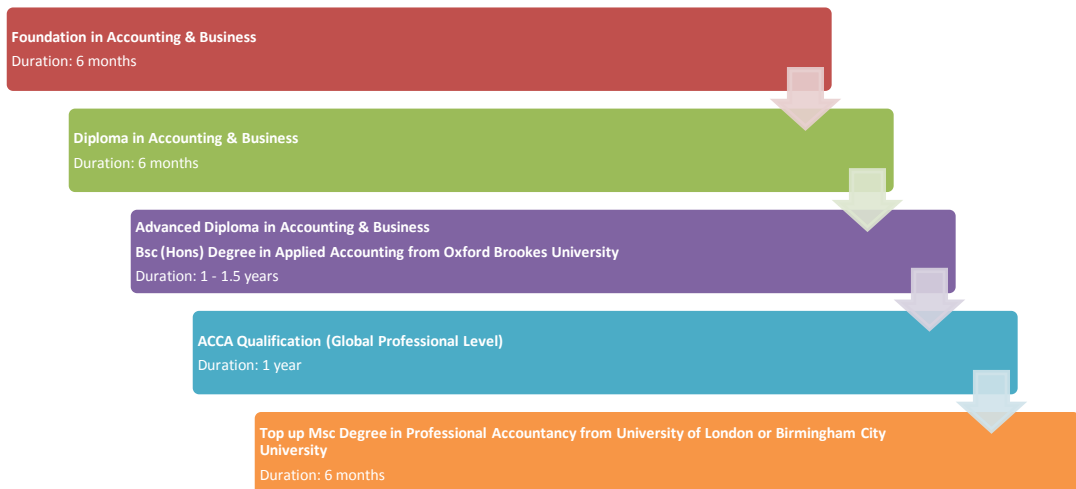 Foundation in Accounting & Business
Duration: 6 months
Diploma in Accounting & Business
Duration: 6 months
Advanced Diploma in Accounting & Business
Bsc (Hons) Degree in Applied Accounting from Oxford Brookes University
Duration: 1 - 1.5 years
ACCA Qualification (Global Professional Level)
Duration: 1 year
Top up Msc Degree in Professional Accountancy from University of London or Birmingham City
University
Duration: 6 months